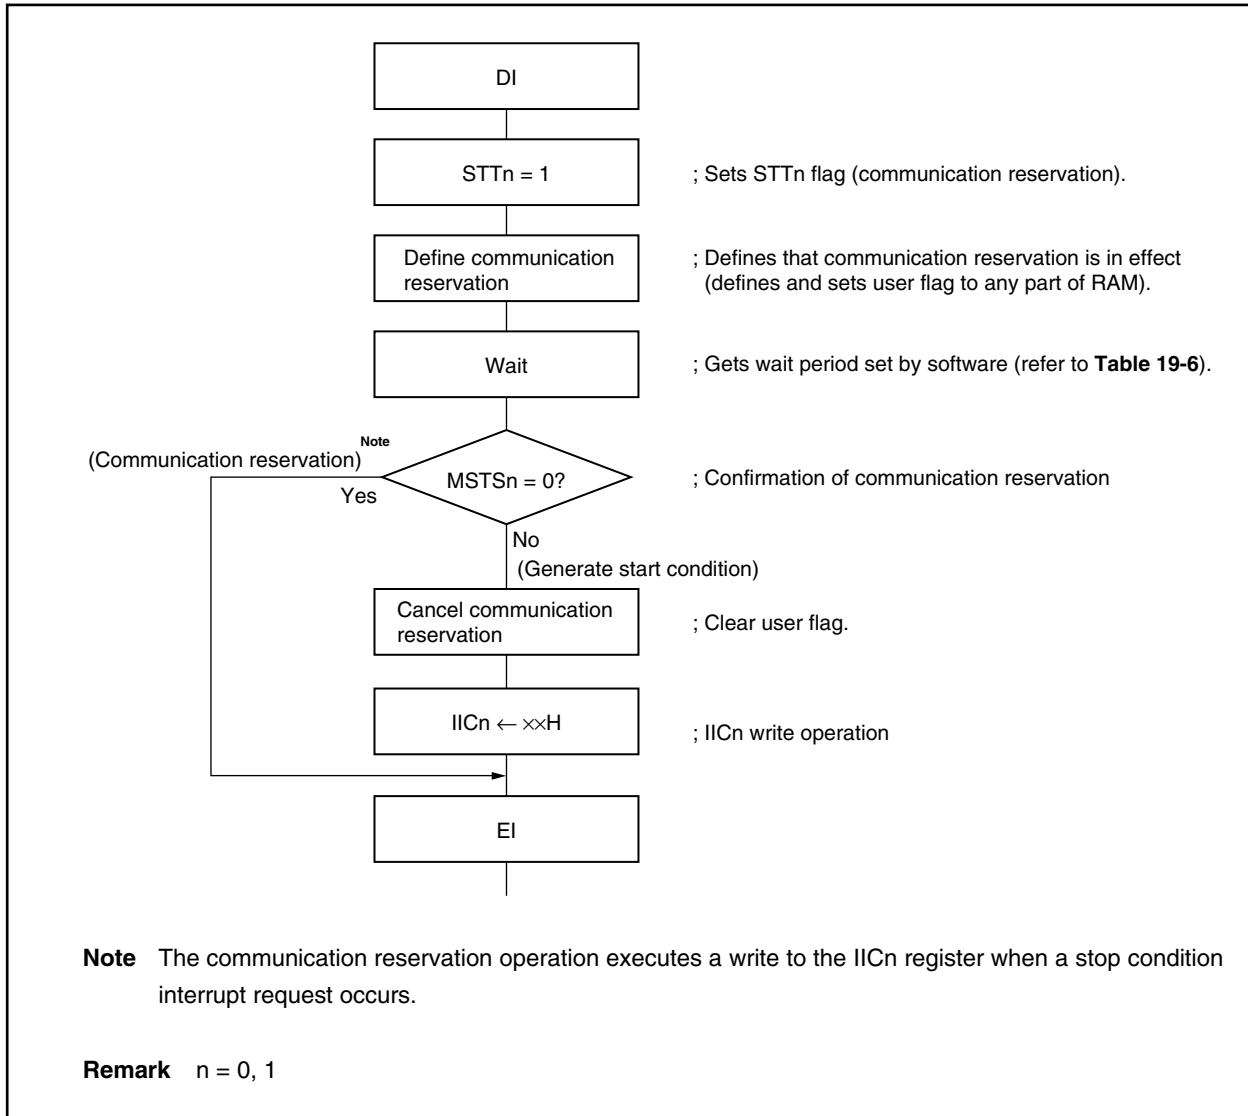 DI
STTn = 1
; Sets STTn flag (communication reservation).
Define communication
reservation
; Defines that communication reservation is in effect
(defines and sets user flag to any part of RAM).
Wait
; Gets wait period set by software (refer to Table 19-6).
(Communication reservation) Note
Yes
MSTSn = 0?
; Confirmation of communication reservation
No
(Generate start condition)
Cancel communication
reservation
; Clear user flag.
IICn ← ××H
; IICn write operation
EI
Note The communication reservation operation executes a write to the IICn register when a stop condition
interrupt request occurs.
Remark n = 0, 1